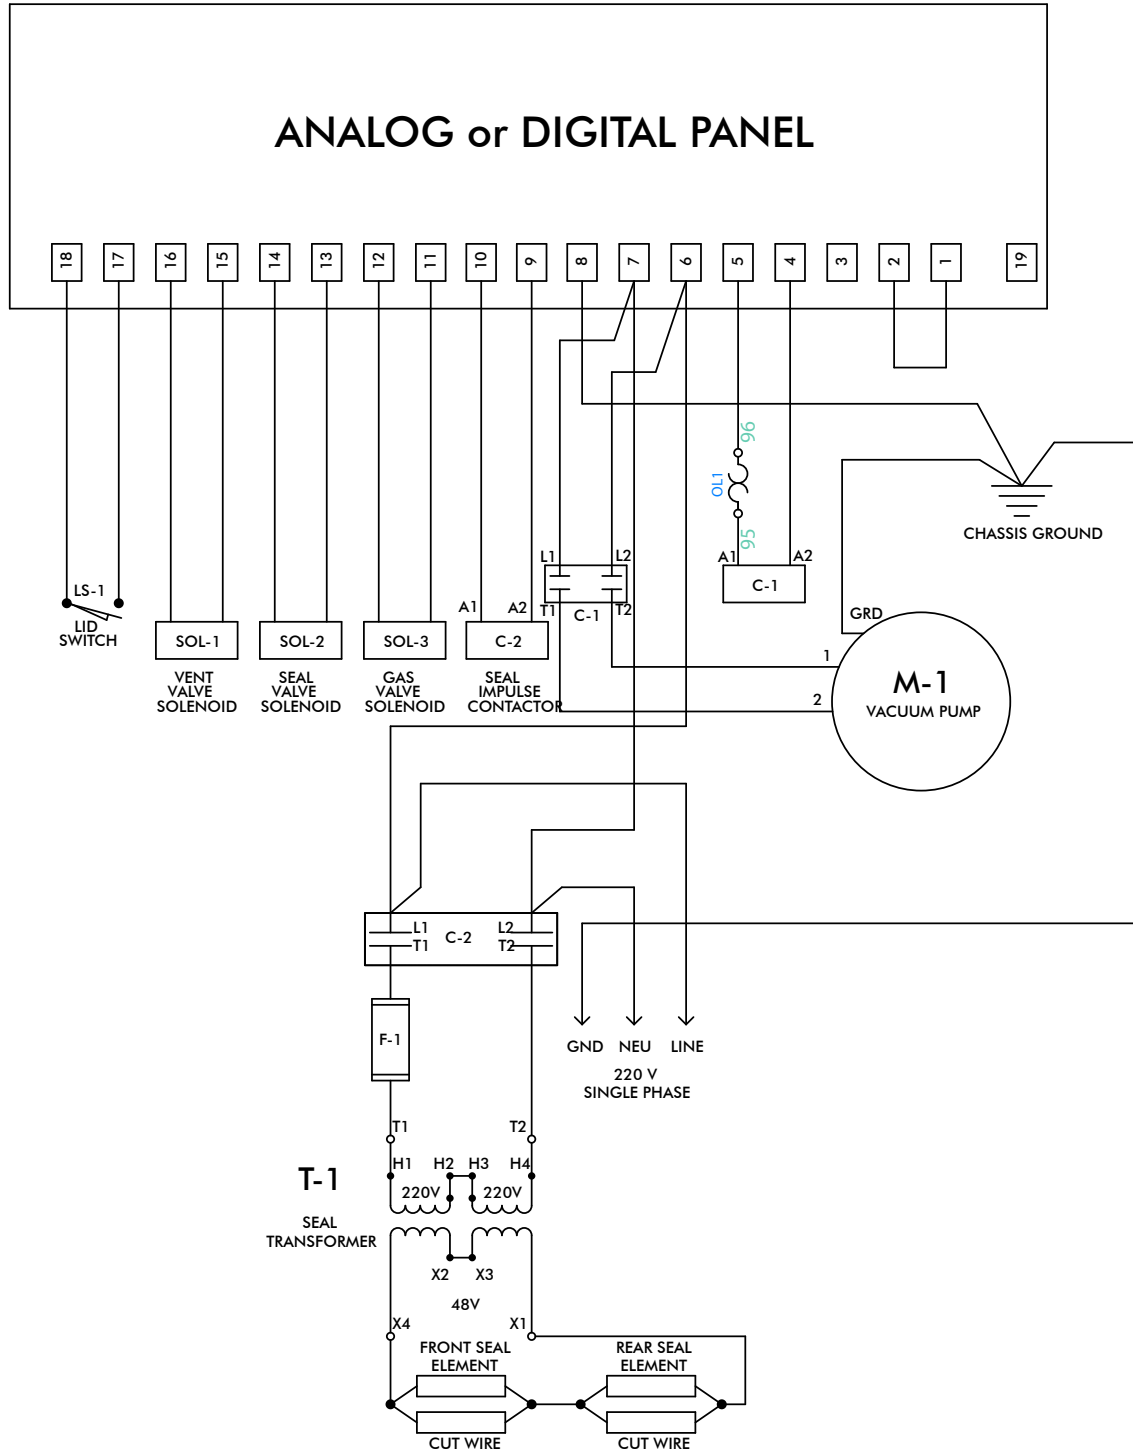 ANALOG or DIGITAL PANEL
18 17 16 15 14 13 12 11 10 9 8 7 6 5 4 3 2 1 19
96
OL1
95
CHASSIS GROUND
A1 A2
C-1
L1 L2
T1 C-1 T2
LS-1
LID
SWITCH
A1 A2
SOL-1 SOL-2 SOL-3 C-2
VENT
VALVE
SOLENOID
SEAL
VALVE
SOLENOID
GAS
VALVE
SOLENOID
SEAL
IMPULSE
CONTACTOR
GRD
1
2
M-1
VACUUM PUMP
L1 C-2 L2
T1 T2
F-1
GND NEU LINE
220 V
SINGLE PHASE
T1 T2
H1 H2 H3 H4
220V 220V
T-1
SEAL
TRANSFORMER
X2 X3
48V
X4 X1
FRONT SEAL
ELEMENT
REAR SEAL
ELEMENT
CUT WIRE CUT WIRE